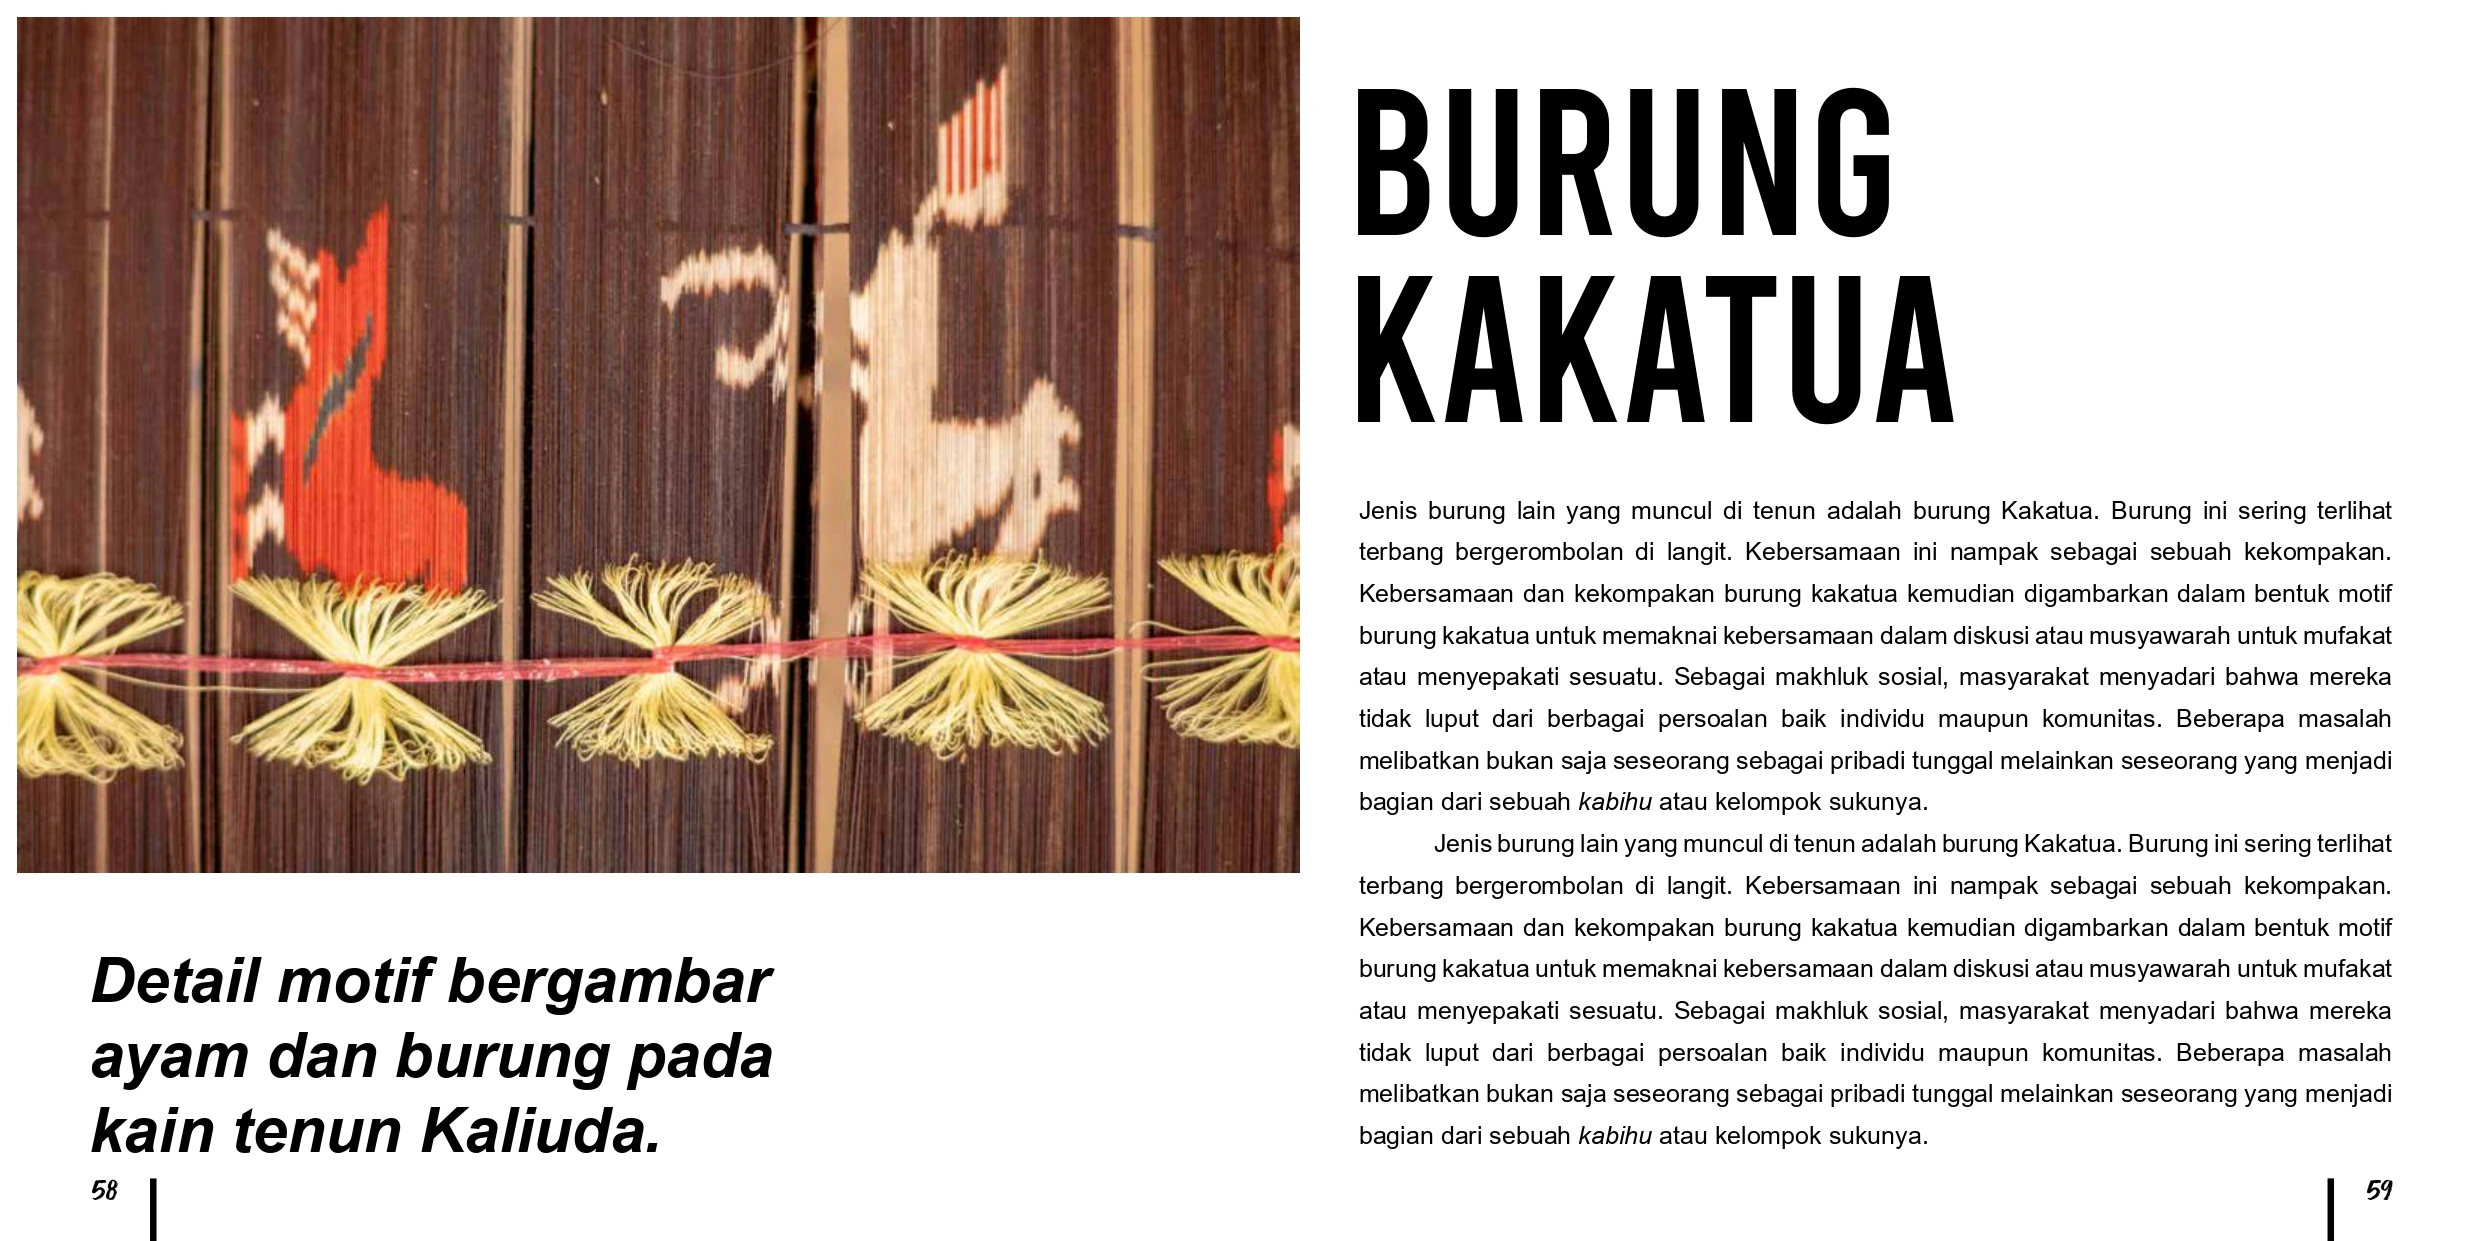 Detail motif bergambar
ayam dan burung pada
kain tenun Kaliuda.
58
BURUNG
KAKATUA
Jenis burung lain yang muncul di tenun adalah burung Kakatua. Burung ini sering terlihat
terbang bergerombolan di langit. Kebersamaan ini nampak sebagai sebuah kekompakan.
Kebersamaan dan kekompakan burung kakatua kemudian digambarkan dalam bentuk motif
burung kakatua untuk memaknai kebersamaan dalam diskusi atau musyawarah untuk mufakat
atau menyepakati sesuatu. Sebagai makhluk sosial, masyarakat menyadari bahwa mereka
tidak luput dari berbagai persoalan baik individu maupun komunitas. Beberapa masalah
melibatkan bukan saja seseorang sebagai pribadi tunggal melainkan seseorang yang menjadi
bagian dari sebuah kabihu atau kelompok sukunya.
Jenis burung lain yang muncul di tenun adalah burung Kakatua. Burung ini sering terlihat
terbang bergerombolan di langit. Kebersamaan ini nampak sebagai sebuah kekompakan.
Kebersamaan dan kekompakan burung kakatua kemudian digambarkan dalam bentuk motif
burung kakatua untuk memaknai kebersamaan dalam diskusi atau musyawarah untuk mufakat
atau menyepakati sesuatu. Sebagai makhluk sosial, masyarakat menyadari bahwa mereka
tidak luput dari berbagai persoalan baik individu maupun komunitas. Beberapa masalah
melibatkan bukan saja seseorang sebagai pribadi tunggal melainkan seseorang yang menjadi
bagian dari sebuah kabihu atau kelompok sukunya.
59